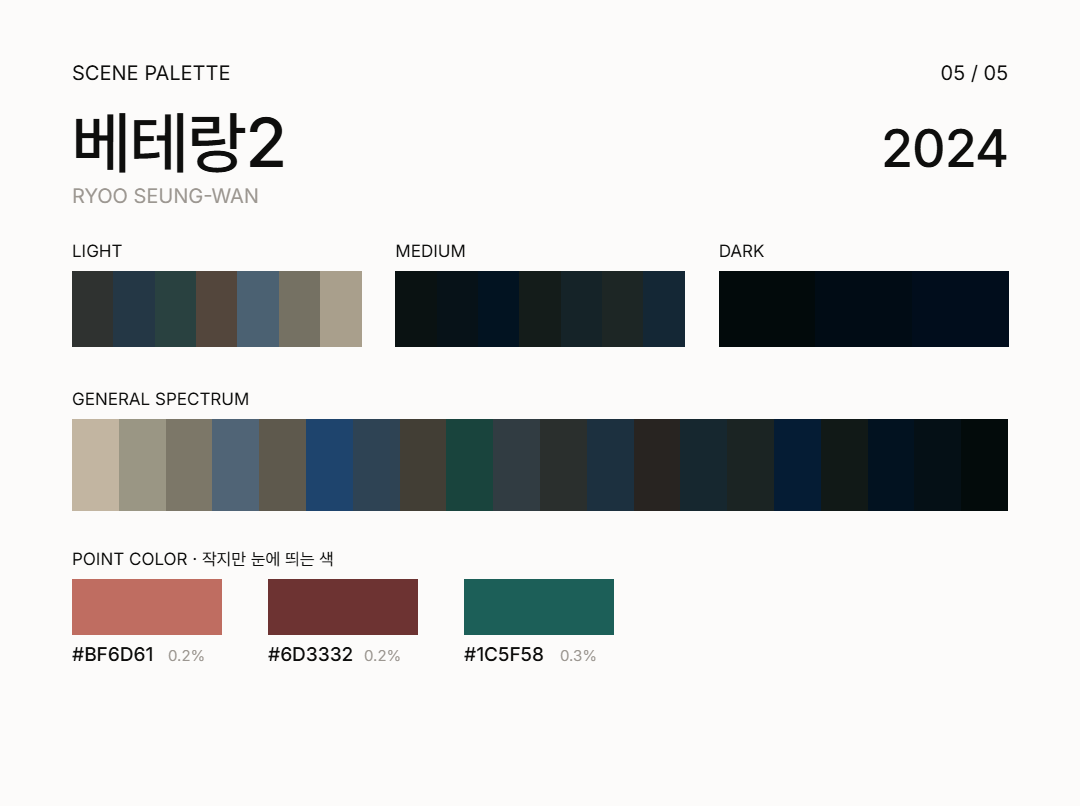 SCENE PALETTE
05 / 05
베테랑2
2024
RYOO SEUNG-WAN
LIGHT
MEDIUM
DARK
GENERAL SPECTRUM
POINT COLOR · 작지만 눈에 띄는 색
#BF6D61 0.2%
#6D3332 0.2%
#1C5F58 0.3%